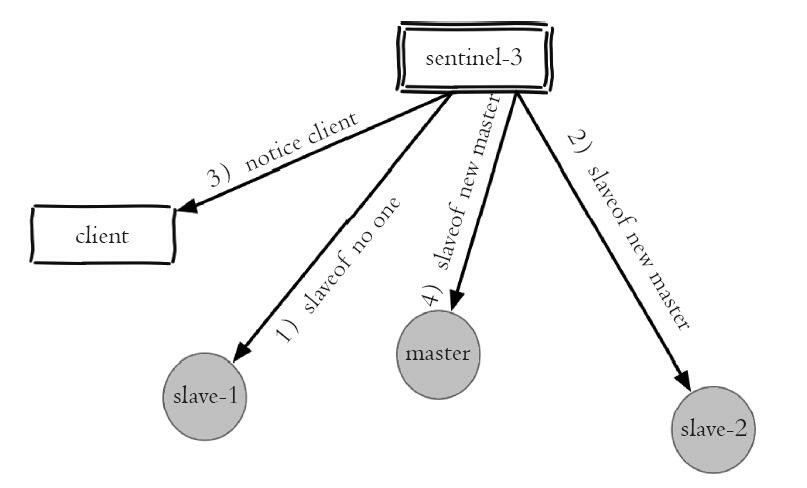 sentinel-3
3) notice client
client
1) slaveof no one
4) slaveof new master
2) slaveof new master
master
slave-1
slave-2